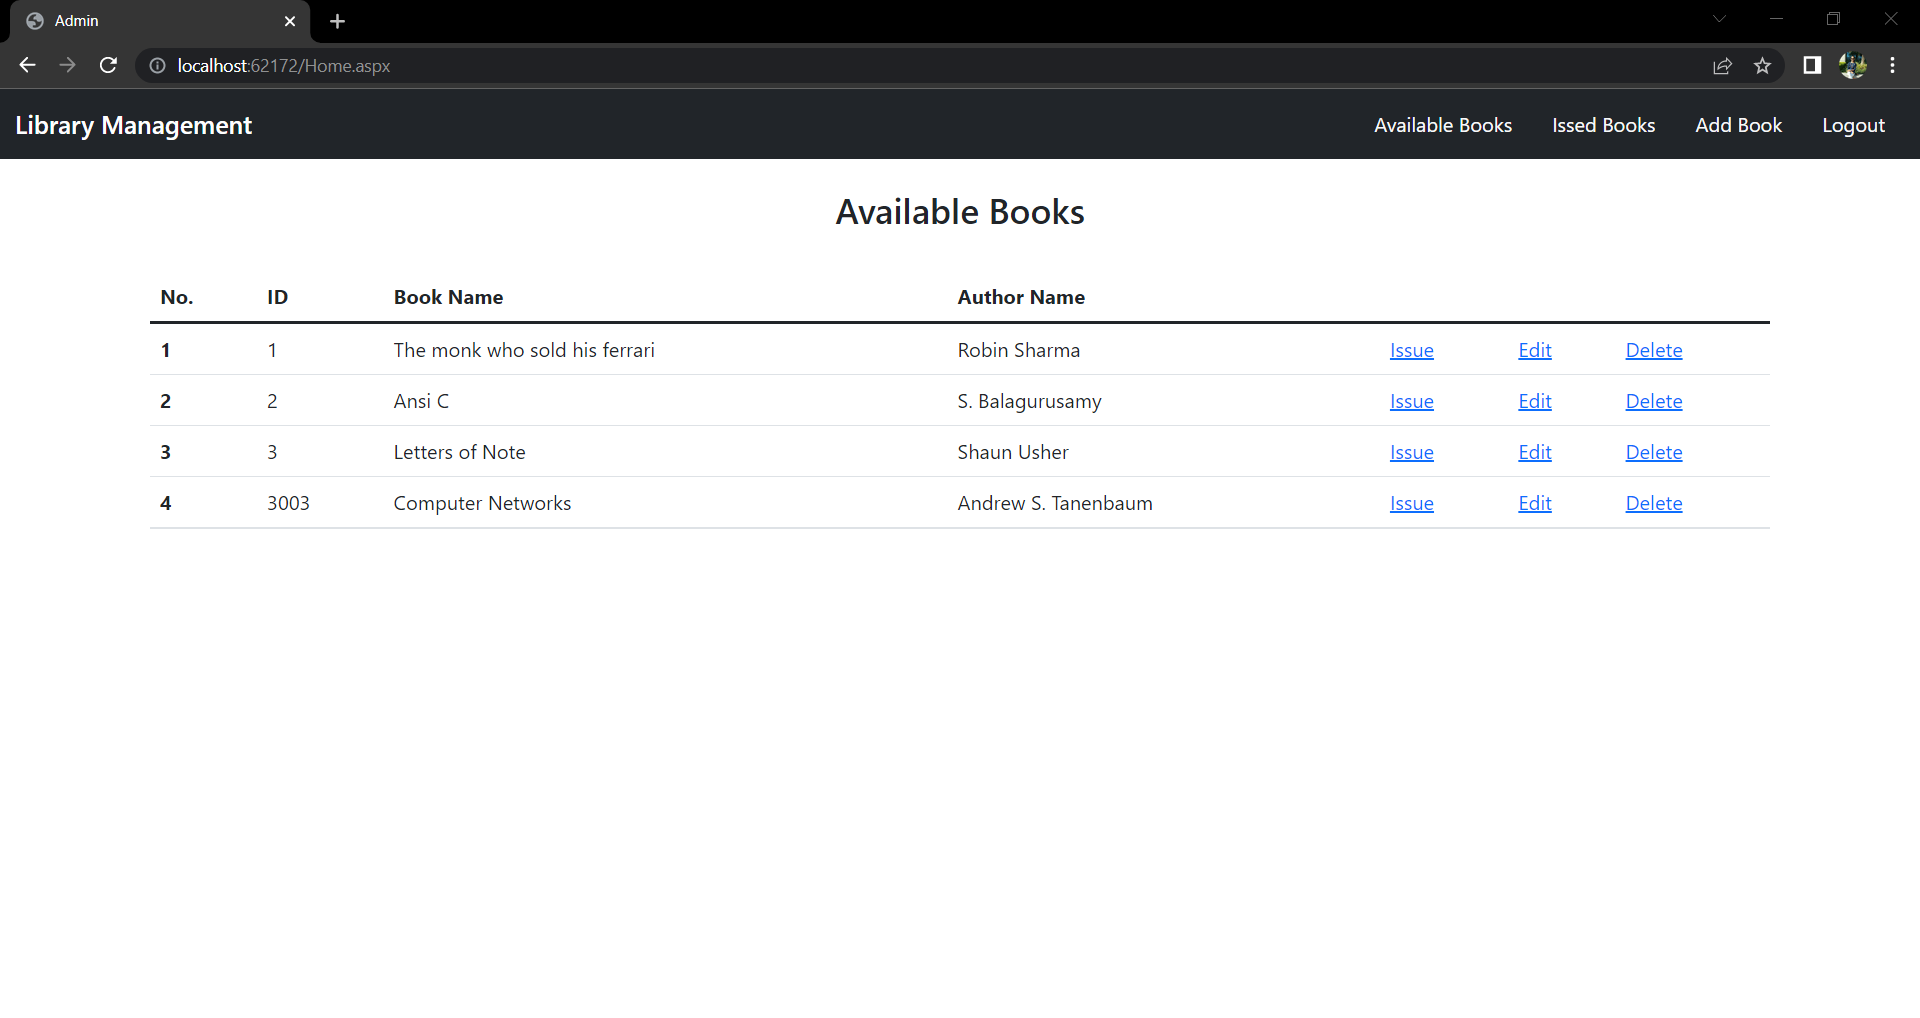 Admin
localhost:62172/Home.aspx
Library Management Available Books Issed Books Add Book Logout
Available Books
No. ID Book Name Author Name
1 1 The monk who sold his ferrari Robin Sharma Issue Edit Delete
2 2 Ansi C S. Balagurusamy Issue Edit Delete
3 3 Letters of Note Shaun Usher Issue Edit Delete
4 3003 Computer Networks Andrew S. Tanenbaum Issue Edit Delete